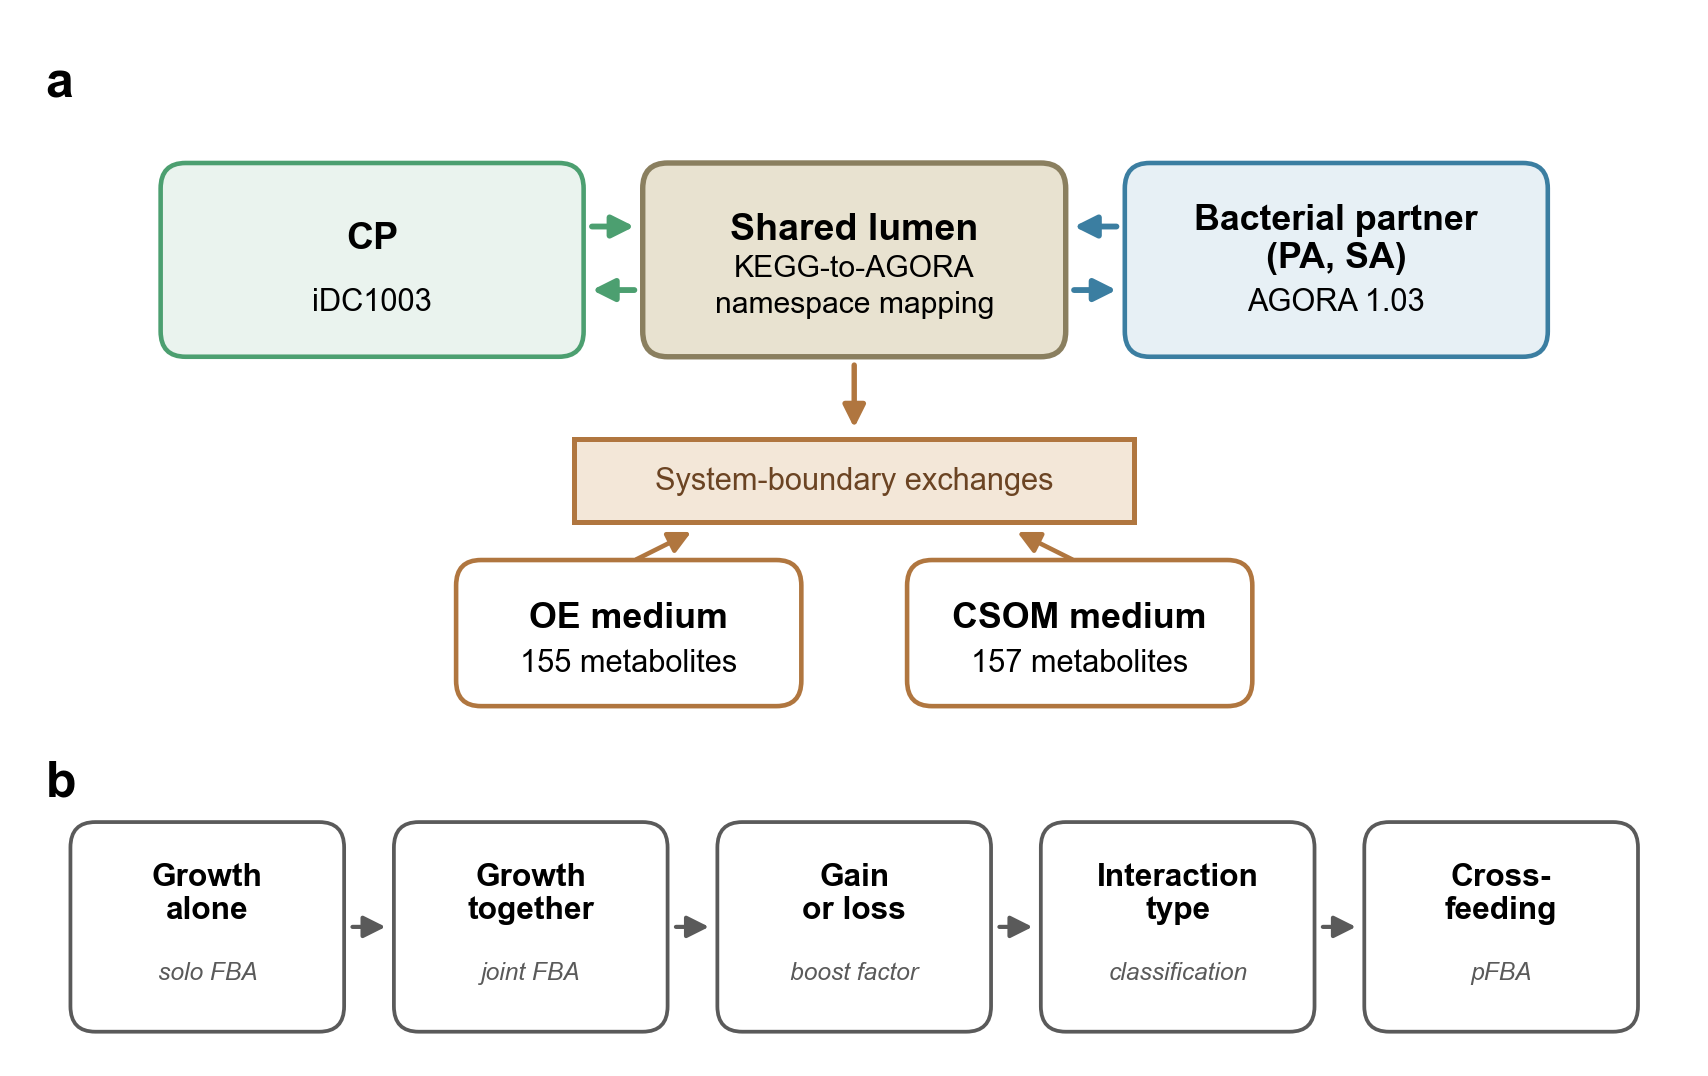 a
CP
iDC1003
Shared lumen
KEGG-to-AGORA
namespace mapping
Bacterial partner
(PA, SA)
AGORA 1.03
System-boundary exchanges
OE medium
155 metabolites
CSOM medium
157 metabolites
b
Growth
alone
solo FBA
Growth
together
joint FBA
Gain
or loss
boost factor
Interaction
type
classification
Cross-
feeding
pFBA